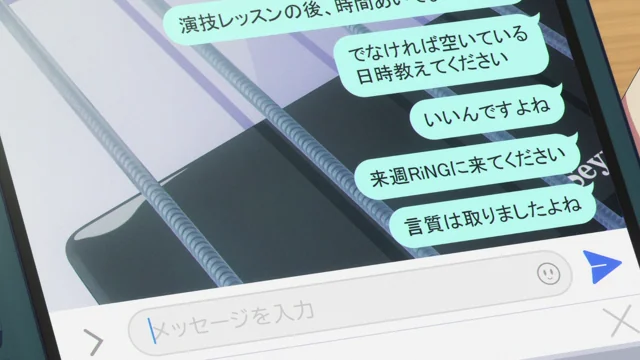 演技レッスンの後、時間あいて
でなければ空いている
日時教えてください
いいんですよね
来週RiNGに来てください
言質は取りましたよね
メッセージを入力